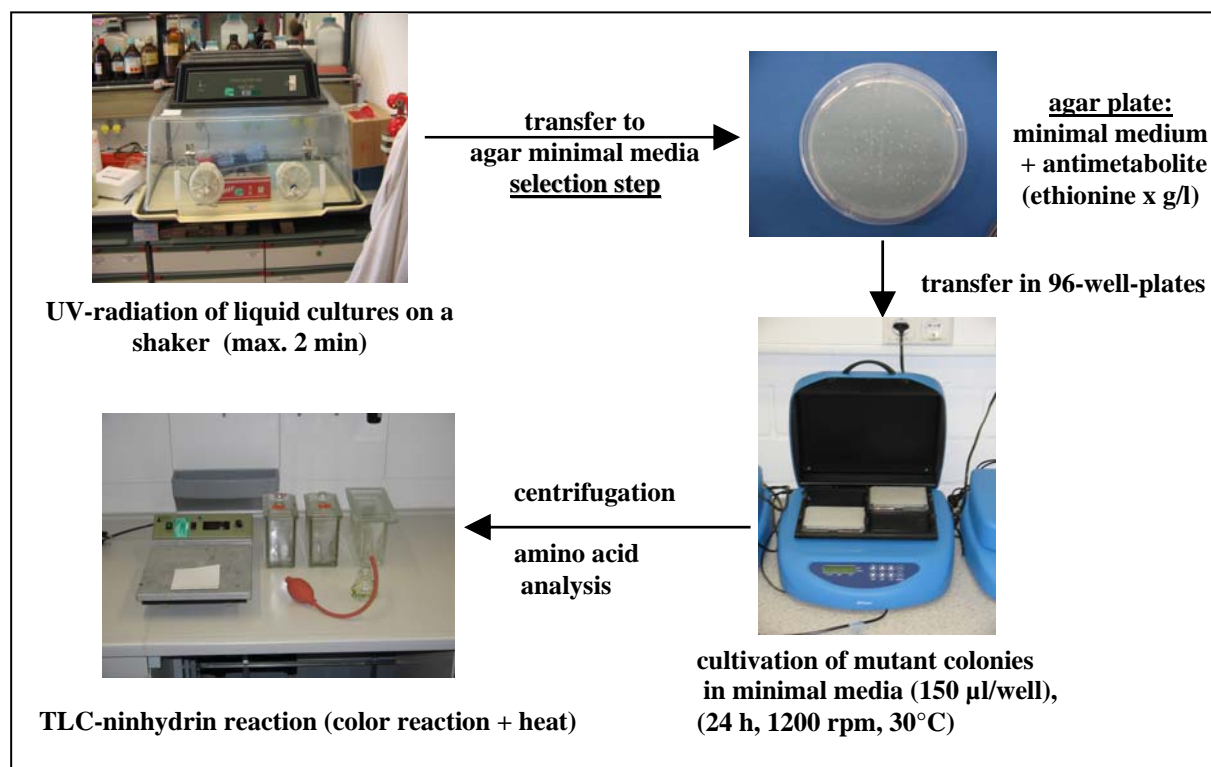 transfer to
agar minimal media
selection step
agar plate:
minimal medium
+ antimetabolite
(ethionine x g/l)
UV-radiation of liquid cultures on a
shaker (max. 2 min)
transfer in 96-well-plates
centrifugation
amino acid
analysis
cultivation of mutant colonies
in minimal media (150 µl/well),
(24 h, 1200 rpm, 30°C)
TLC-ninhydrin reaction (color reaction + heat)